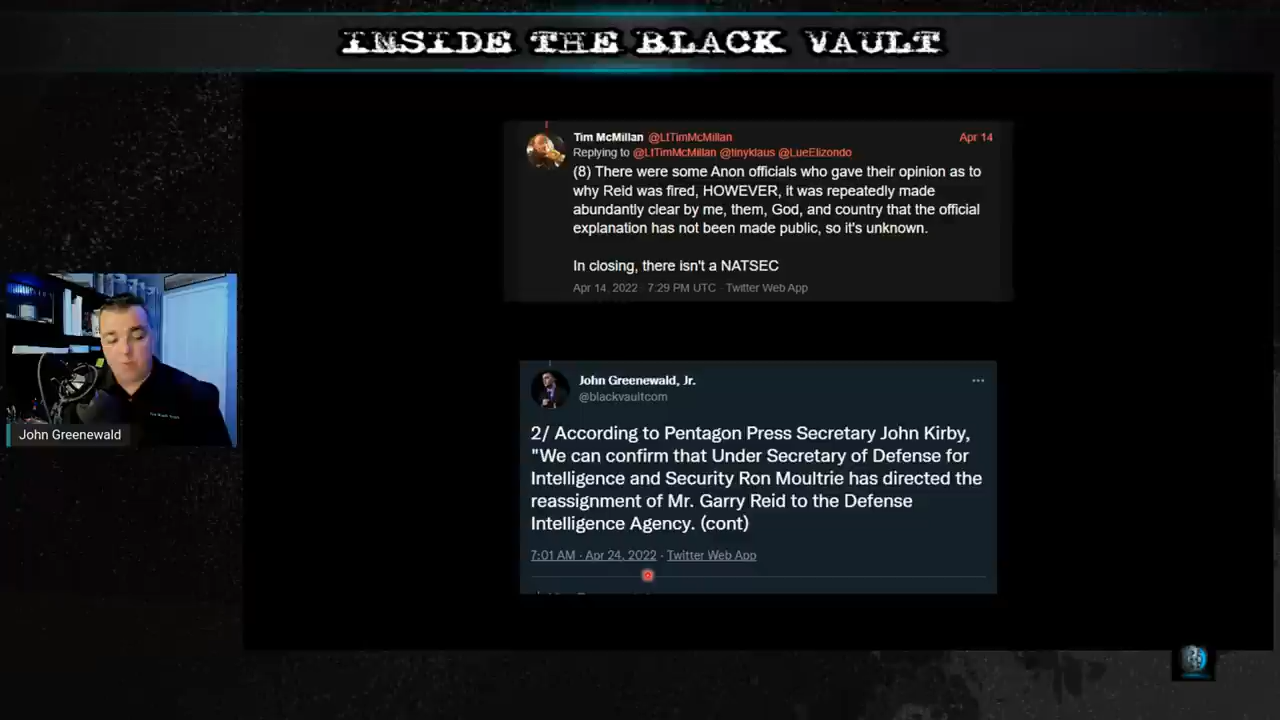 INSIDE THE BLACK VAULT
Tim McMillan @LtTimMcMillan Apr 14
Replying to @LtTimMcMillan @tinyklaus @LueElizondo
(8) There were some Anon officials who gave their opinion as to
why Reid was fired, HOWEVER, it was repeatedly made
abundantly clear by me, them, God, and country that the official
explanation has not been made public, so it's unknown.
In closing, there isn't a NATSEC
Apr 14, 2022 · 7:29 PM UTC · Twitter Web App
John Greenewald, Jr.
@blackvaultcom
2/ According to Pentagon Press Secretary John Kirby,
"We can confirm that Under Secretary of Defense for
Intelligence and Security Ron Moultrie has directed the
reassignment of Mr. Garry Reid to the Defense
Intelligence Agency. (cont)
7:01 AM · Apr 24, 2022 · Twitter Web App
John Greenewald